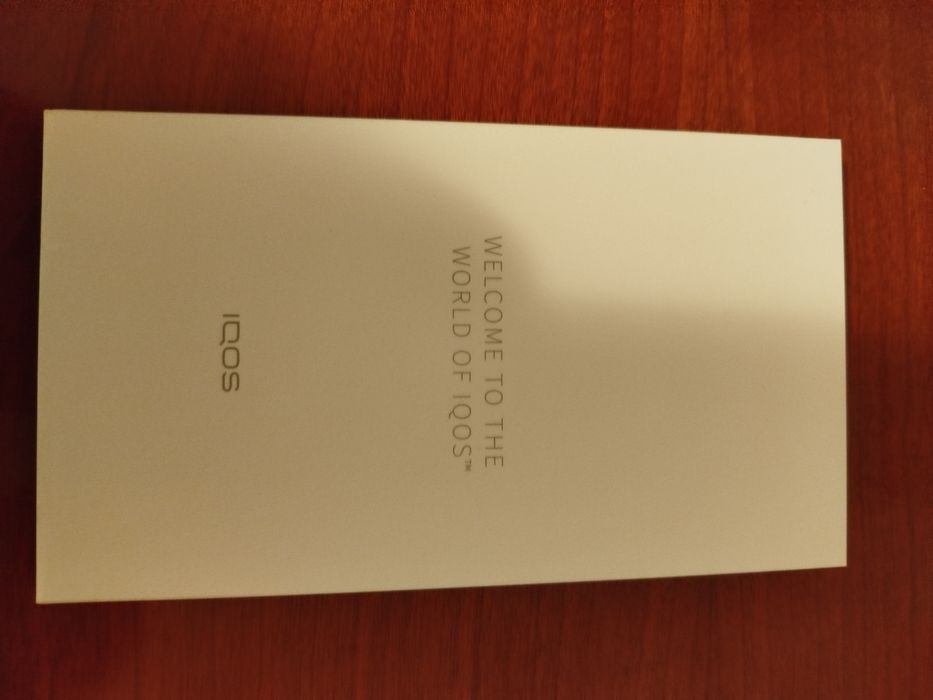 WELCOME TO THE
WORLD OF IQOS™
IQOS